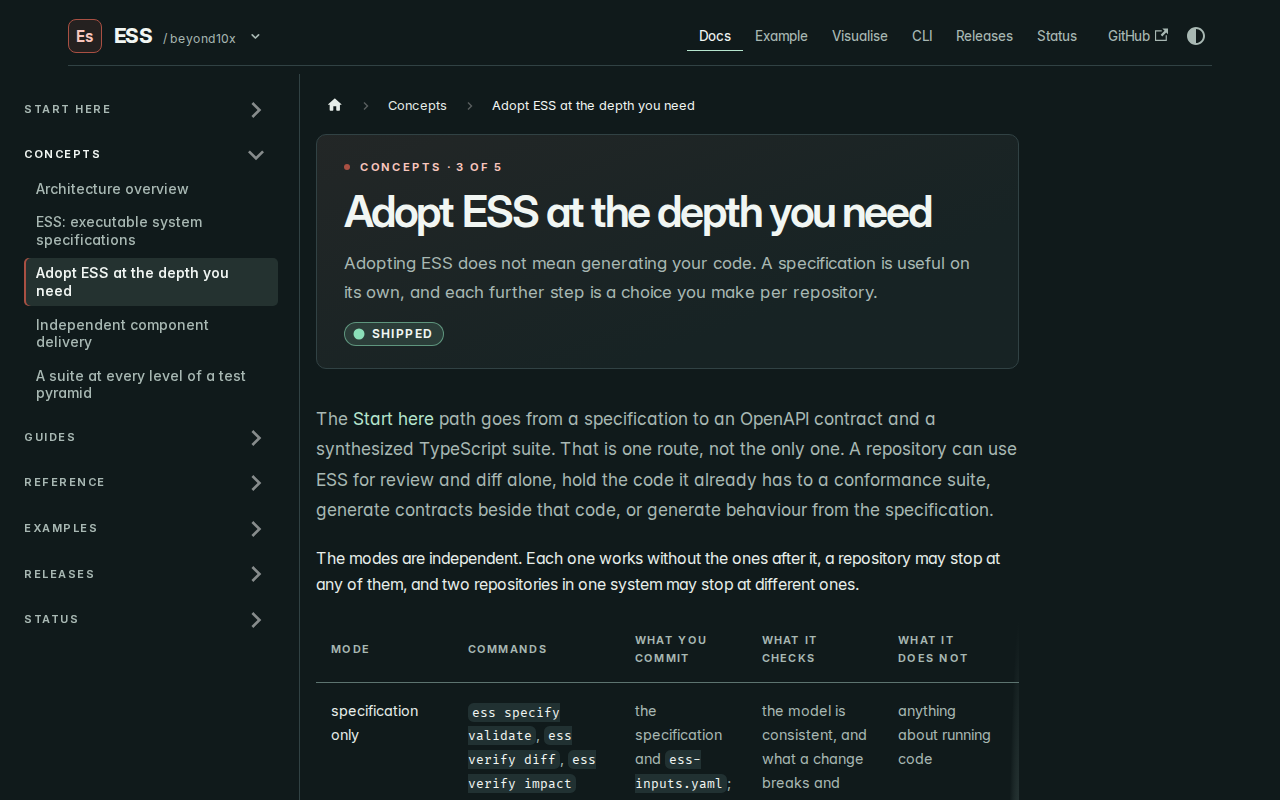 Es ESS / beyond10x
Docs Example Visualise CLI Releases Status GitHub
START HERE
CONCEPTS
Architecture overview
ESS: executable system
specifications
Adopt ESS at the depth you
need
Independent component
delivery
A suite at every level of a test
pyramid
GUIDES
REFERENCE
EXAMPLES
RELEASES
STATUS
Concepts Adopt ESS at the depth you need
CONCEPTS · 3 OF 5
Adopt ESS at the depth you need
Adopting ESS does not mean generating your code. A specification is useful on
its own, and each further step is a choice you make per repository.
SHIPPED
The Start here path goes from a specification to an OpenAPI contract and a
synthesized TypeScript suite. That is one route, not the only one. A repository can use
ESS for review and diff alone, hold the code it already has to a conformance suite,
generate contracts beside that code, or generate behaviour from the specification.
The modes are independent. Each one works without the ones after it, a repository may stop at
any of them, and two repositories in one system may stop at different ones.
MODE
COMMANDS
WHAT YOU
COMMIT
WHAT IT
CHECKS
WHAT IT
DOES NOT
specification
only
ess specify
validate, ess
verify diff, ess
verify impact
the
specification
and ess-
inputs.yaml;
the model is
consistent, and
what a change
breaks and
anything
about running
code